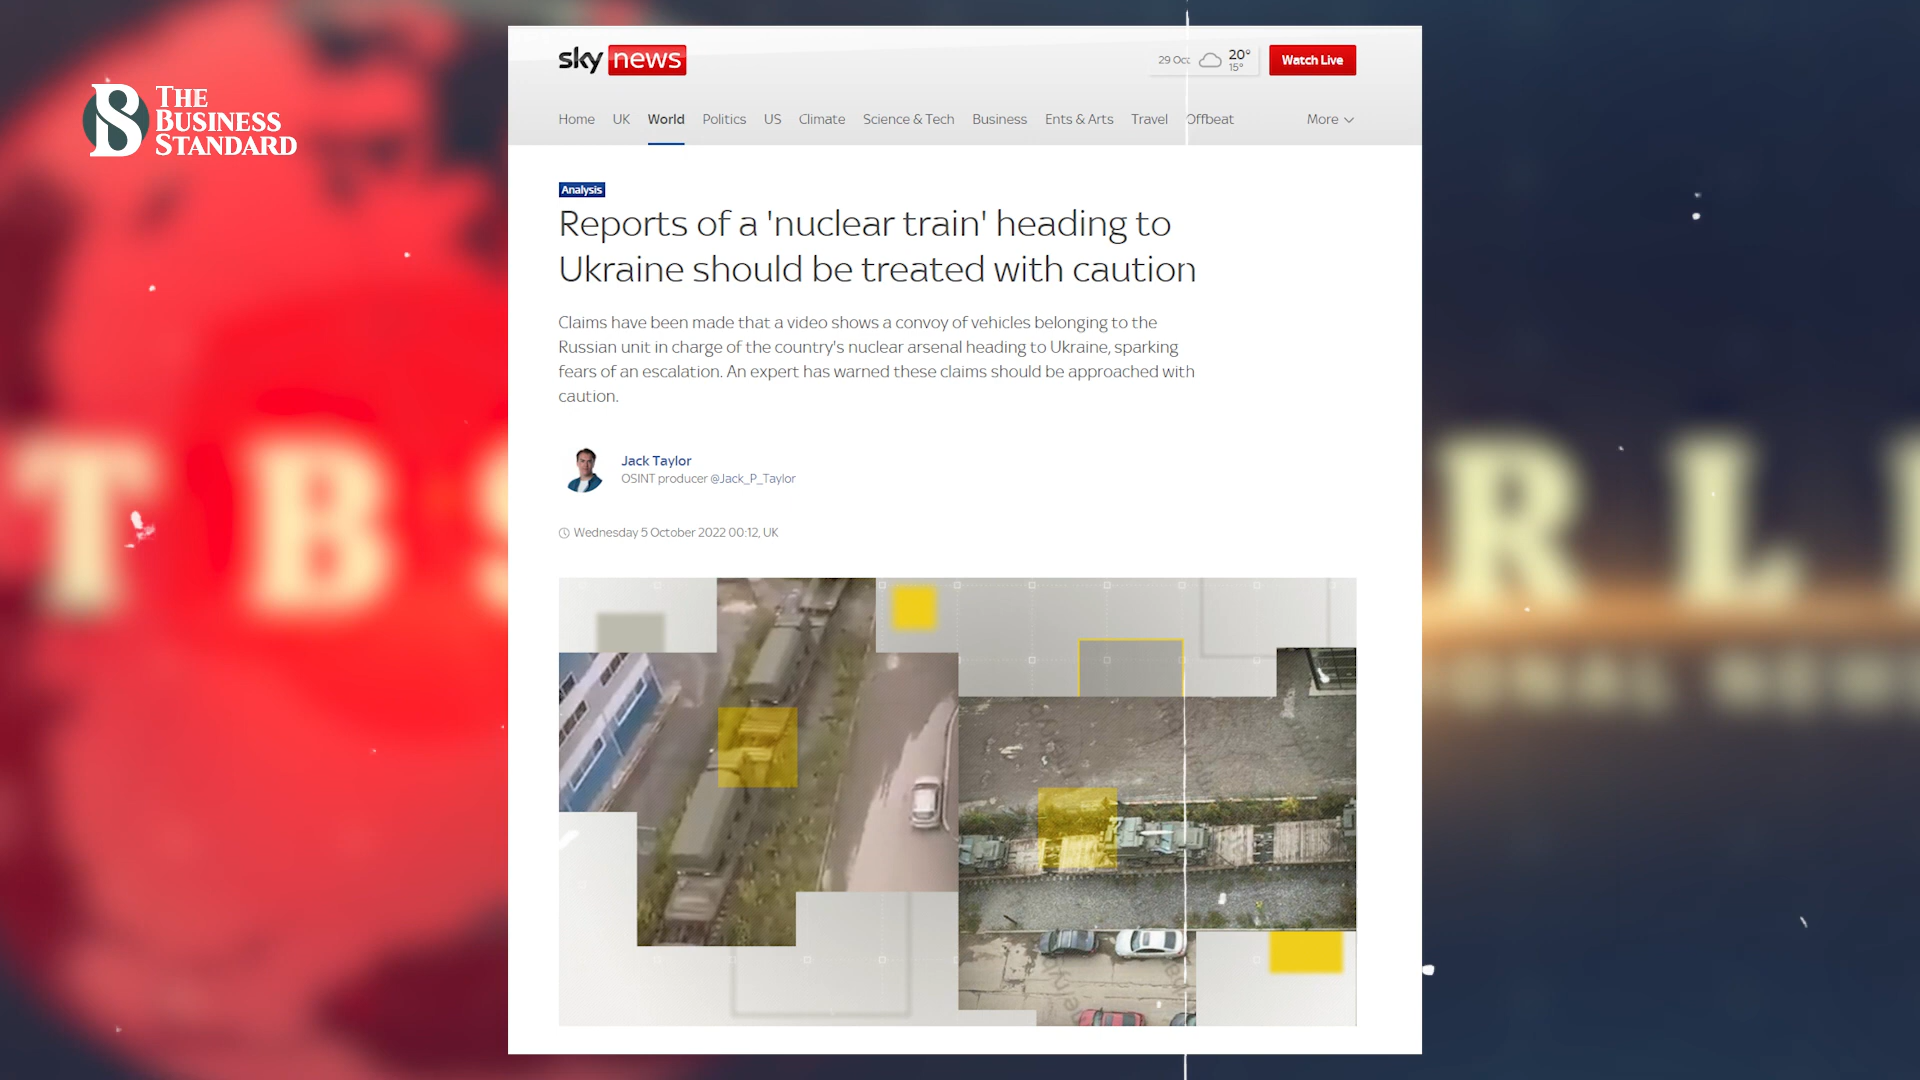 THE
BUSINESS
STANDARD
sky news
29 Oct
20°
15°
Watch Live
Home UK World Politics US Climate Science & Tech Business Ents & Arts Travel Offbeat More
Analysis
Reports of a 'nuclear train' heading to
Ukraine should be treated with caution
Claims have been made that a video shows a convoy of vehicles belonging to the
Russian unit in charge of the country's nuclear arsenal heading to Ukraine, sparking
fears of an escalation. An expert has warned these claims should be approached with
caution.
Jack Taylor
OSINT producer @Jack_P_Taylor
Wednesday 5 October 2022 00:12, UK
TBS
RL
ONAL NEWS